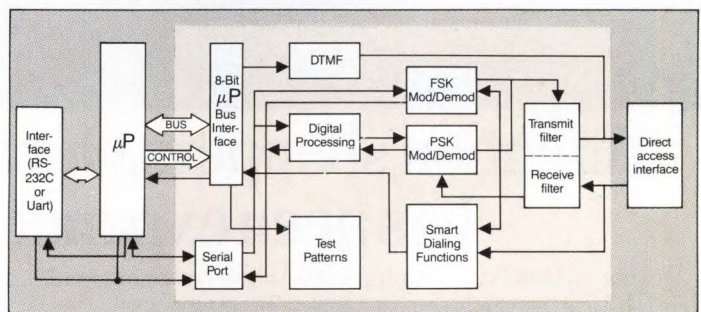 Inter-
face
(RS-
232C
or
Uart)
μP
BUS
CONTROL
8-Bit
μP
Bus
Inter-
face
Serial
Port
DTMF
Digital
Processing
Test
Patterns
FSK
Mod/Demod
PSK
Mod/Demod
Smart
Dialing
Functions
Transmit
filter
Receive
filter
Direct
access
interface